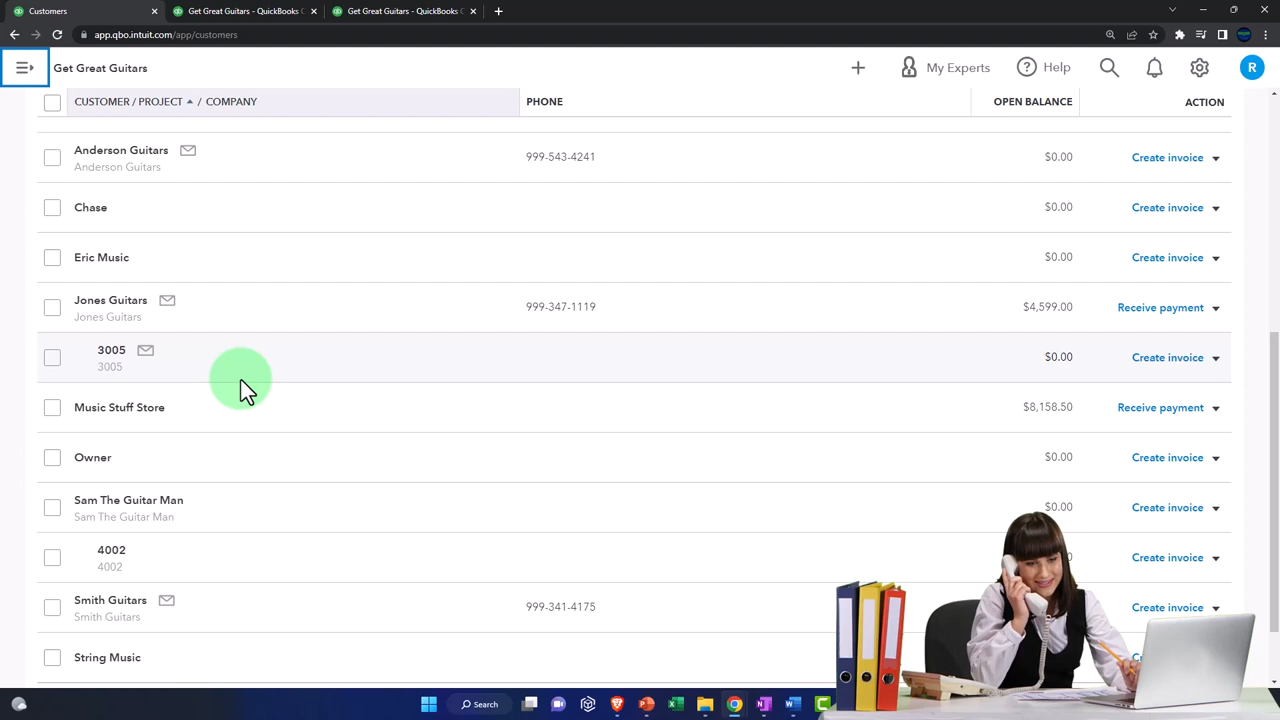 Customers
Get Great Guitars - QuickBooks C
Get Great Guitars - QuickBooks C
app.qbo.intuit.com/app/customers
Get Great Guitars
My Experts
Help
R
CUSTOMER / PROJECT / COMPANY PHONE OPEN BALANCE ACTION
Anderson Guitars 999-543-4241 $0.00 Create invoice
Anderson Guitars
Chase $0.00 Create invoice
Eric Music $0.00 Create invoice
Jones Guitars 999-347-1119 $4,599.00 Receive payment
Jones Guitars
3005 $0.00 Create invoice
3005
Music Stuff Store $8,158.50 Receive payment
Owner $0.00 Create invoice
Sam The Guitar Man $0.00 Create invoice
Sam The Guitar Man
4002 Create invoice
4002
Smith Guitars 999-341-4175 Create invoice
Smith Guitars
String Music
Search